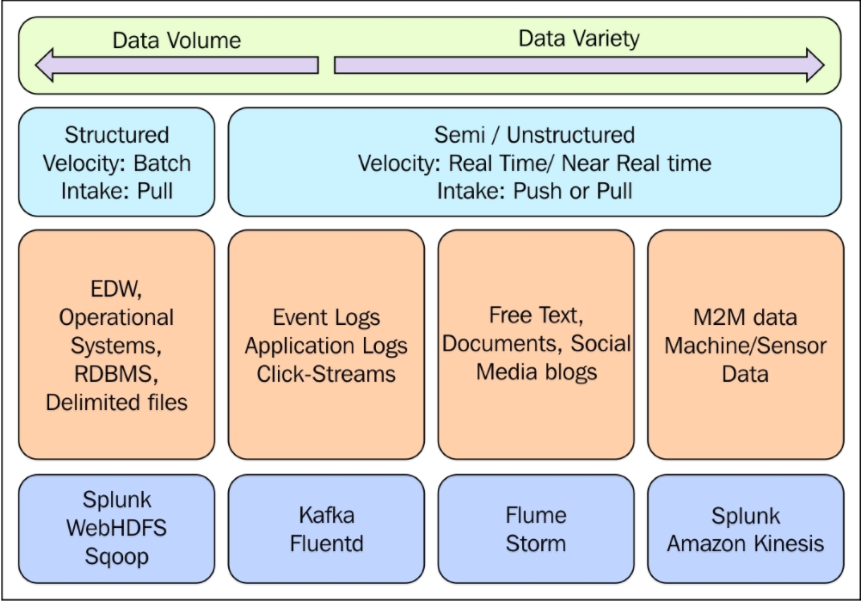 Data Volume
Data Variety
Structured
Velocity: Batch
Intake: Pull
Semi / Unstructured
Velocity: Real Time/ Near Real time
Intake: Push or Pull
EDW,
Operational
Systems,
RDBMS,
Delimited files
Event Logs
Application Logs
Click-Streams
Free Text,
Documents, Social
Media blogs
M2M data
Machine/Sensor
Data
Splunk
WebHDFS
Sqoop
Kafka
Fluentd
Flume
Storm
Splunk
Amazon Kinesis